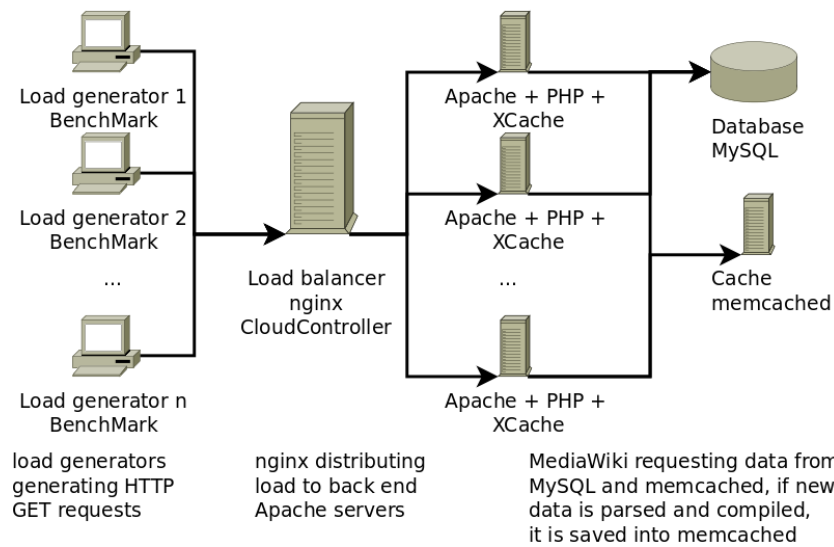 Load generator 1
BenchMark
Load generator 2
BenchMark
...
Load generator n
BenchMark
load generators
generating HTTP
GET requests
Load balancer
nginx
CloudController
nginx distributing
load to back end
Apache servers
Apache + PHP +
XCache
Apache + PHP +
XCache
...
Apache + PHP +
XCache
Database
MySQL
Cache
memcached
MediaWiki requesting data from
MySQL and memcached, if new
data is parsed and compiled,
it is saved into memcached